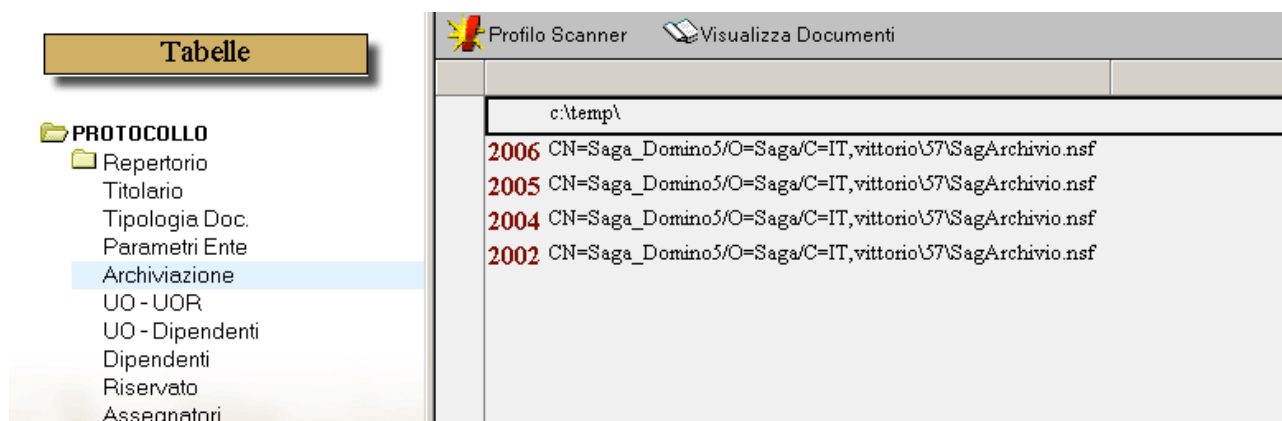 Tabelle
PROTOCOLLO
Repertorio
Titolario
Tipologia Doc.
Parametri Ente
Archiviazione
UO - UOR
UO - Dipendenti
Dipendenti
Riservato
Assegnatori
Profilo Scanner Visualizza Documenti
c:\temp\
2006 CN=Saga_Domino5/O=Saga/C=IT,vittorio\57\SagArchivio.nsf
2005 CN=Saga_Domino5/O=Saga/C=IT,vittorio\57\SagArchivio.nsf
2004 CN=Saga_Domino5/O=Saga/C=IT,vittorio\57\SagArchivio.nsf
2002 CN=Saga_Domino5/O=Saga/C=IT,vittorio\57\SagArchivio.nsf